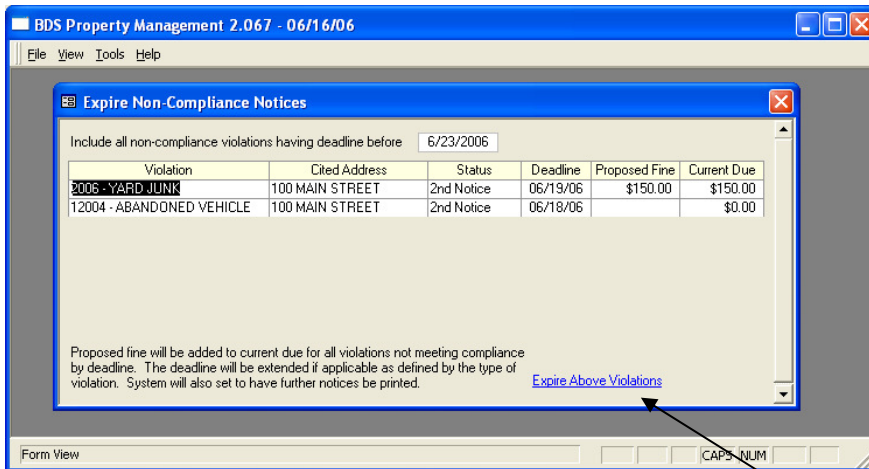 BDS Property Management 2.067 - 06/16/06
File View Tools Help
Expire Non-Compliance Notices
Include all non-compliance violations having deadline before 6/23/2006
Violation Cited Address Status Deadline Proposed Fine Current Due
2006 - YARD JUNK 100 MAIN STREET 2nd Notice 06/19/06 $150.00 $150.00
12004 - ABANDONED VEHICLE 100 MAIN STREET 2nd Notice 06/18/06 $0.00
Proposed fine will be added to current due for all violations not meeting compliance
by deadline. The deadline will be extended if applicable as defined by the type of
violation. System will also set to have further notices be printed. Expire Above Violations
Form View CAPS NUM